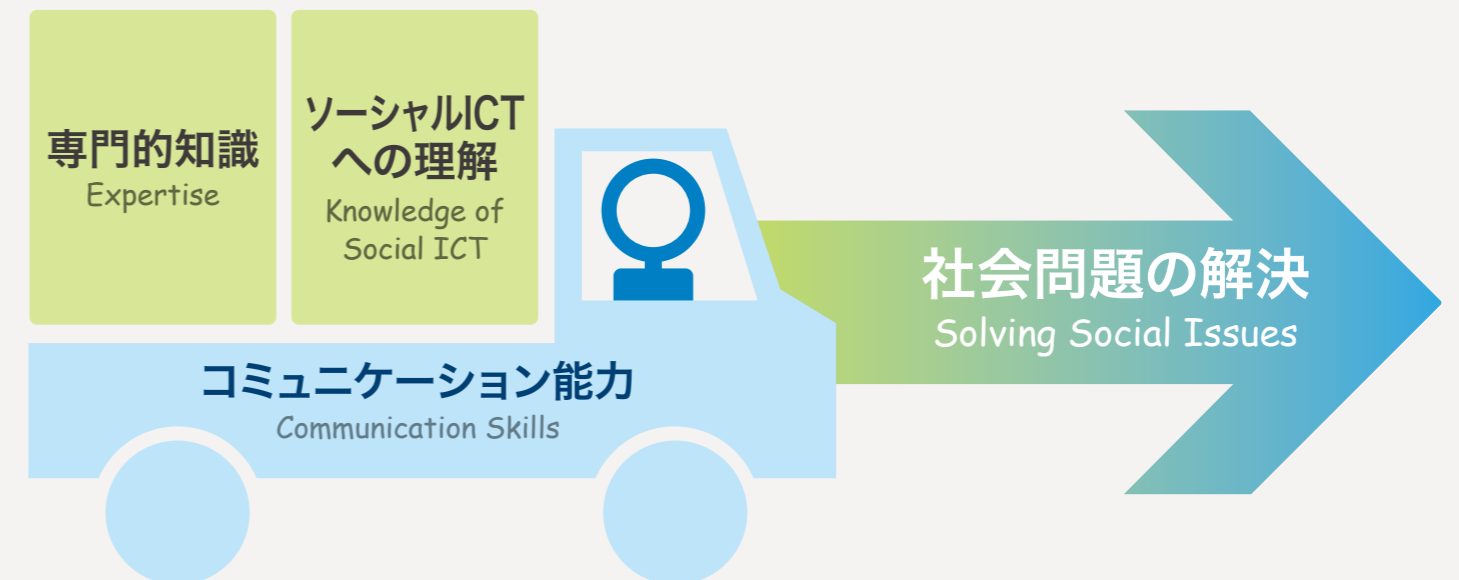 専門的知識
Expertise
ソーシャルICT
への理解
Knowledge of
Social ICT
コミュニケーション能力
Communication Skills
社会問題の解決
Solving Social Issues